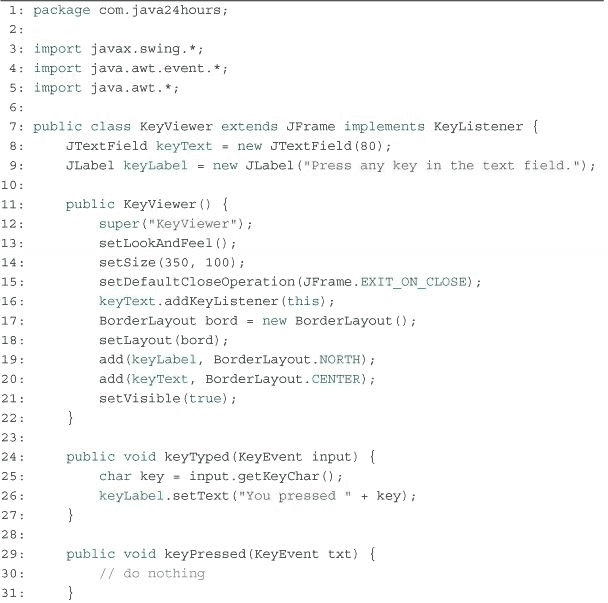 1: package com.java24hours;
2:
3: import javax.swing.*;
4: import java.awt.event.*;
5: import java.awt.*;
6:
7: public class KeyViewer extends JFrame implements KeyListener {
8:     JTextField keyText = new JTextField(80);
9:     JLabel keyLabel = new JLabel("Press any key in the text field.");
10:
11:     public KeyViewer() {
12:         super("KeyViewer");
13:         setLookAndFeel();
14:         setSize(350, 100);
15:         setDefaultCloseOperation(JFrame.EXIT_ON_CLOSE);
16:         keyText.addKeyListener(this);
17:         BorderLayout bord = new BorderLayout();
18:         setLayout(bord);
19:         add(keyLabel, BorderLayout.NORTH);
20:         add(keyText, BorderLayout.CENTER);
21:         setVisible(true);
22:     }
23:
24:     public void keyTyped(KeyEvent input) {
25:         char key = input.getKeyChar();
26:         keyLabel.setText("You pressed " + key);
27:     }
28:
29:     public void keyPressed(KeyEvent txt) {
30:         // do nothing
31:     }